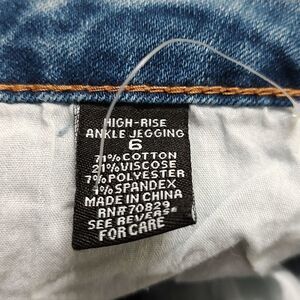 HIGH-RISE
ANKLE JEGGING
6
71% COTTON
21% VISCOSE
7% POLYESTER
1% SPANDEX
MADE IN CHINA
RN# 70829
SEE REVERSE
FOR CARE